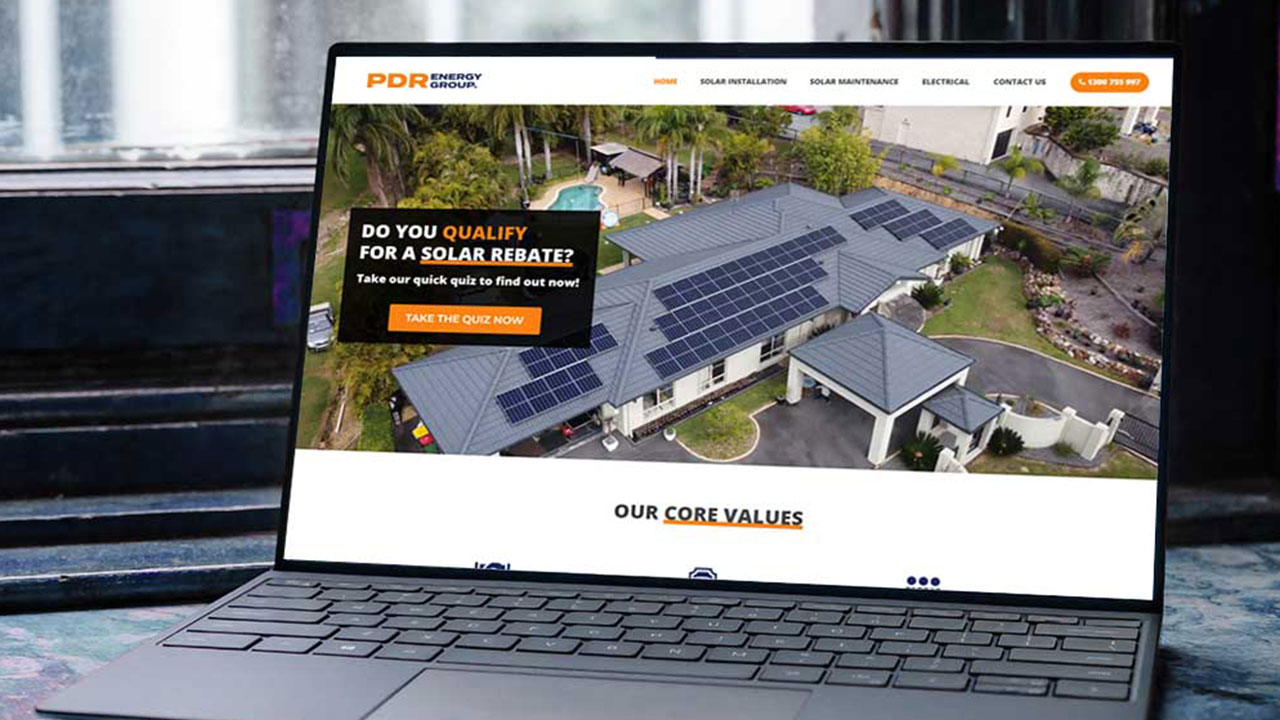 PDR ENERGY GROUP.
HOME SOLAR INSTALLATION SOLAR MAINTENANCE ELECTRICAL CONTACT US 1300 755 997
DO YOU QUALIFY
FOR A SOLAR REBATE?
Take our quick quiz to find out now!
TAKE THE QUIZ NOW
OUR CORE VALUES